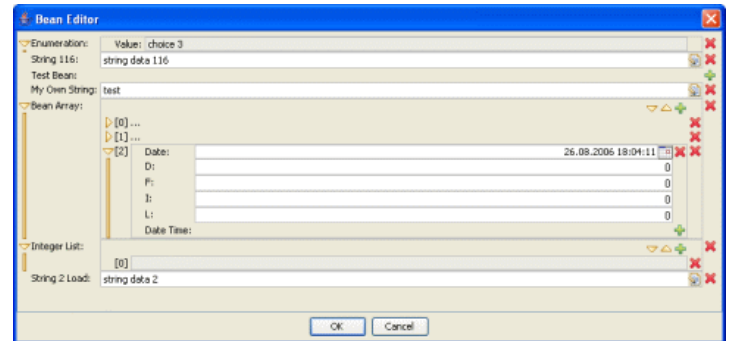 Bean Editor
Enumeration: Value: choice 3
String 116: string data 116
Test Bean:
My Own String: test
Bean Array:
[0] ...
[1] ...
[2] Date: 26.08.2006 18:04:11
D: 0
F: 0
I: 0
L: 0
Date Time:
Integer List:
[0]
String 2 Load: string data 2
OK Cancel